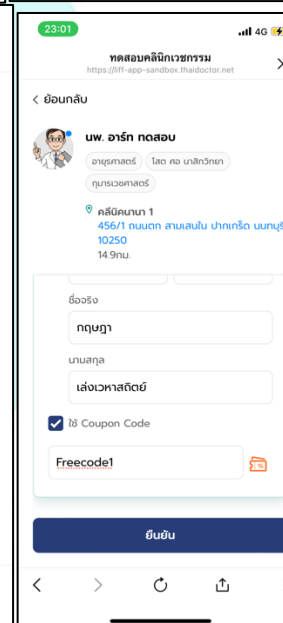 23:01
4G
ทดสอบคลินิกเวชกรรม
https://liff-app-sandbox.thaidoctor.net
< ย้อนกลับ
นพ. อาร์ท ทดสอบ
อายุรศาสตร์ โสต ศอ นาสิกวิทยา
กุมารเวชศาสตร์
คลีนิคนานา 1
456/1 ถนนตก สามเสนใน ปากเกร็ด นนทบุรี
10250
14.9กม.
ชื่อจริง
กฤษฎา
นามสกุล
เล่งเวหาสถิตย์
ใช้ Coupon Code
Freecode1
ยืนยัน